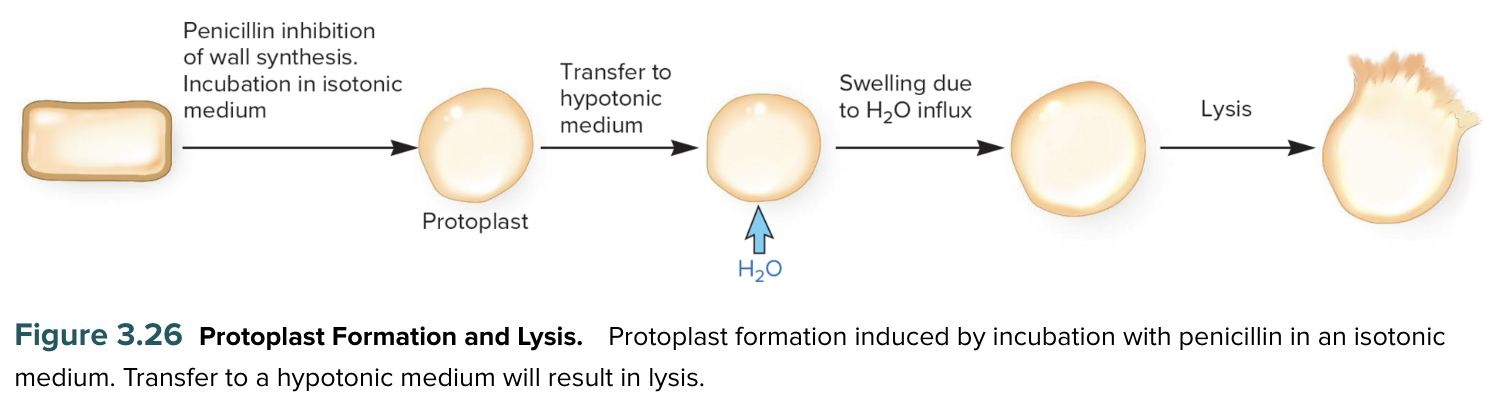 Penicillin inhibition
of wall synthesis.
Incubation in isotonic
medium
Protoplast
Transfer to
hypotonic
medium
H₂O
Swelling due
to H₂O influx
Lysis
Figure 3.26 Protoplast Formation and Lysis. Protoplast formation induced by incubation with penicillin in an isotonic
medium. Transfer to a hypotonic medium will result in lysis.